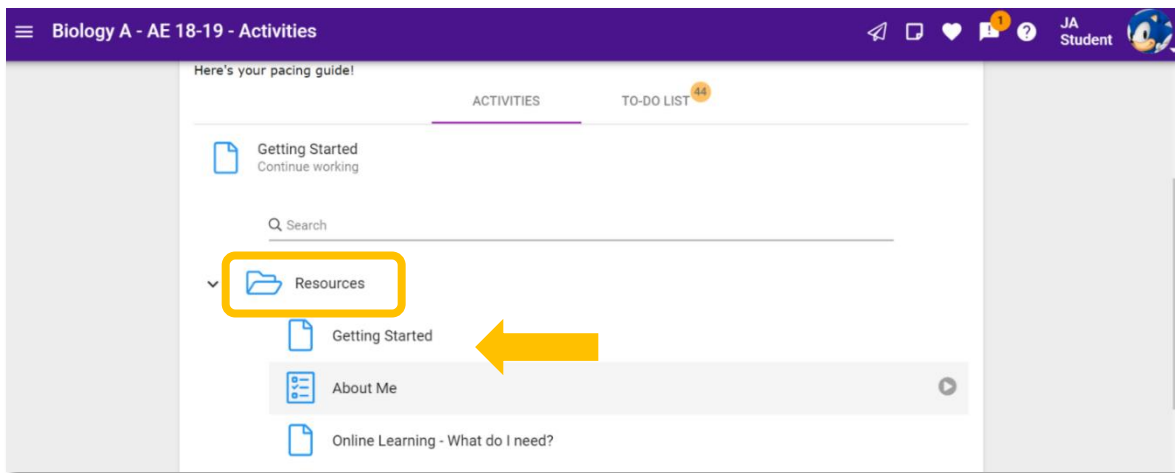 Biology A - AE 18-19 - Activities
1
JA
Student
Here's your pacing guide!
ACTIVITIES
TO-DO LIST 44
Getting Started
Continue working
Search
Resources
Getting Started
About Me
Online Learning - What do I need?